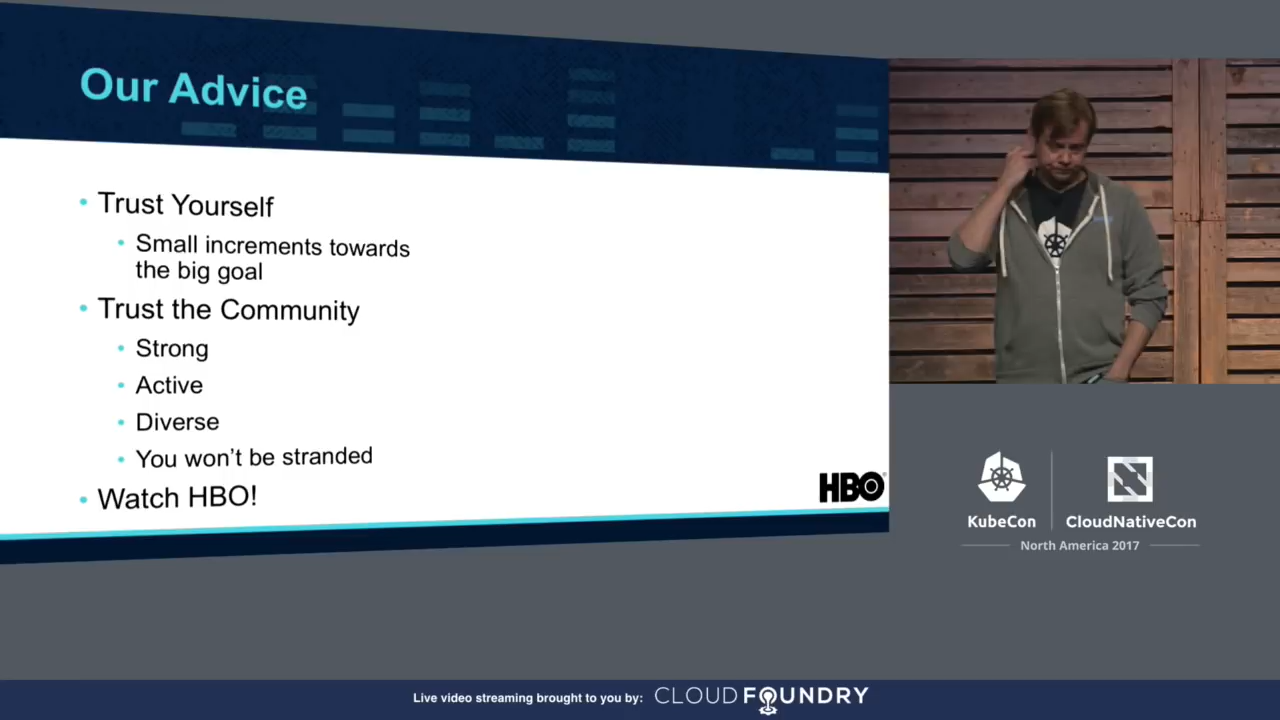 Our Advice
Trust Yourself
Small increments towards
the big goal
Trust the Community
Strong
Active
Diverse
You won't be stranded
Watch HBO!
HBO
KubeCon
CloudNativeCon
North America 2017
Live video streaming brought to you by: CLOUD FOUNDRY